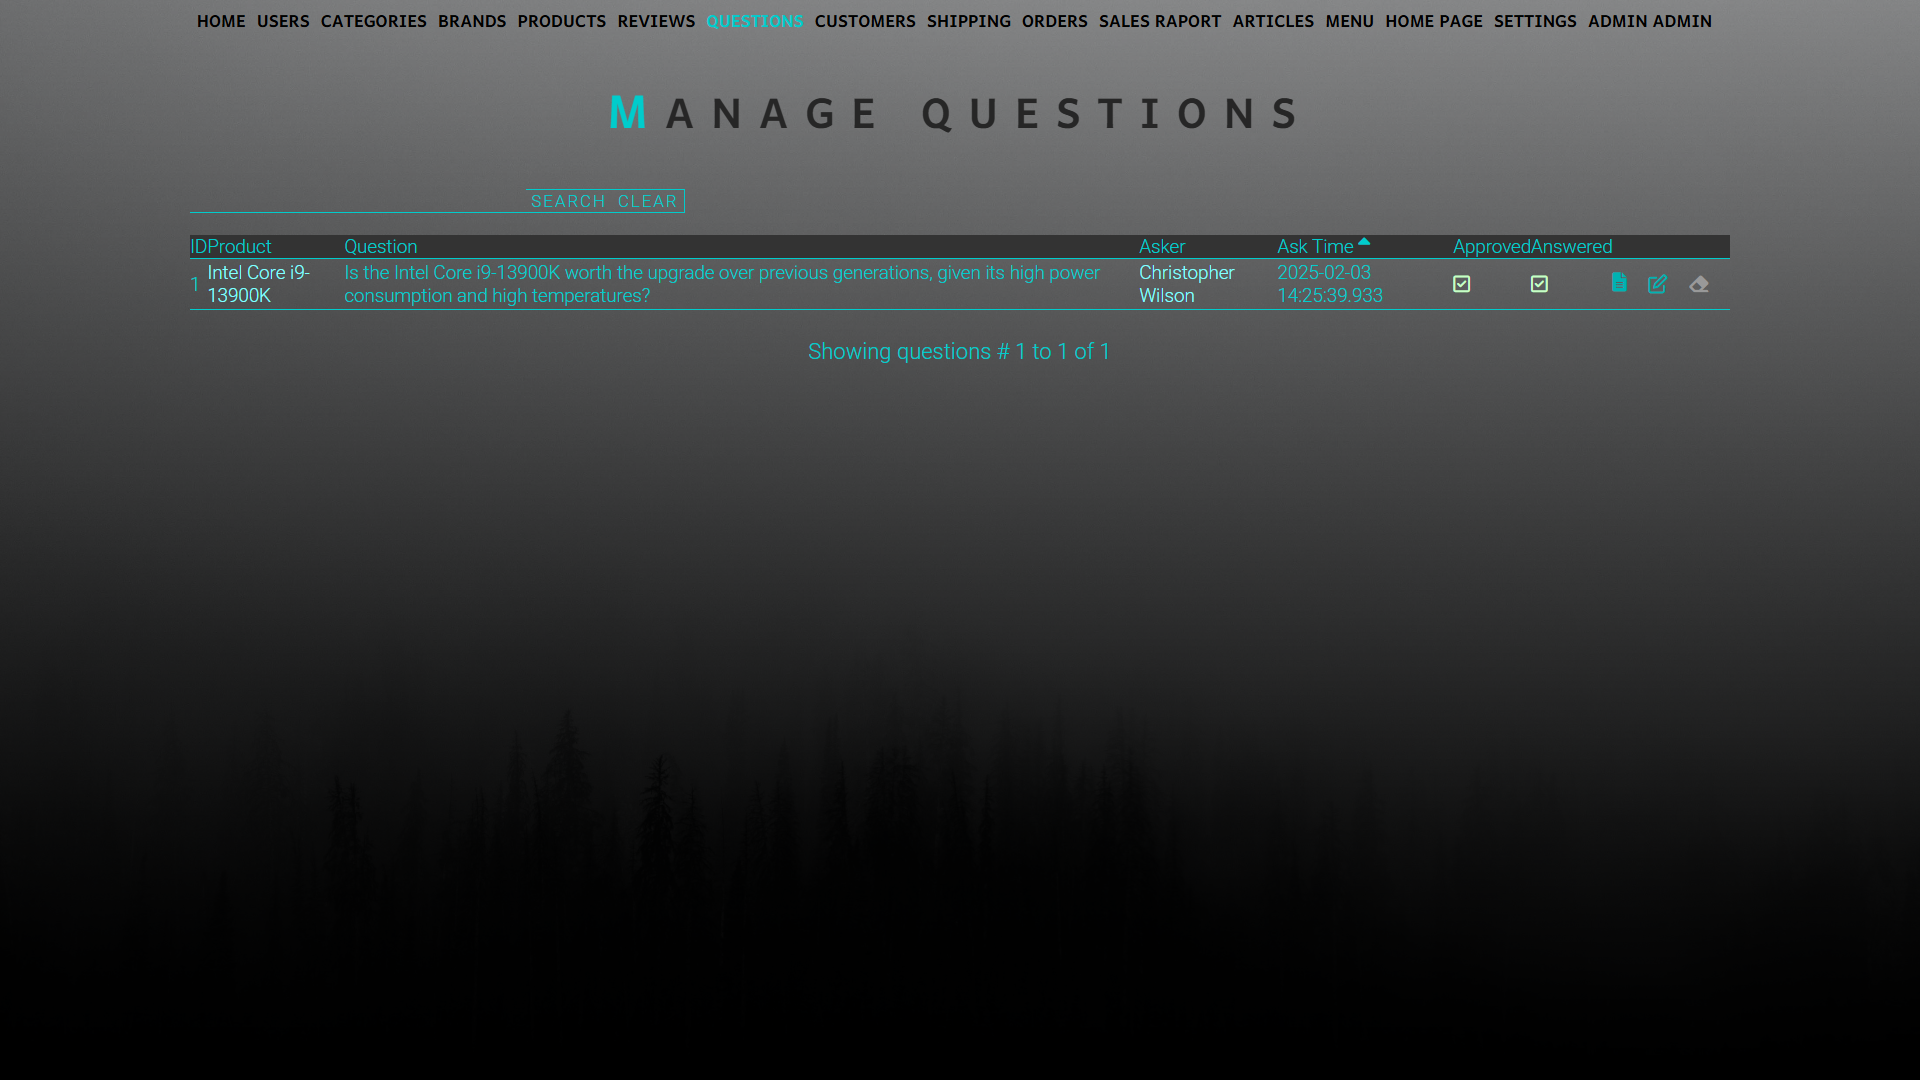 HOME USERS CATEGORIES BRANDS PRODUCTS REVIEWS QUESTIONS CUSTOMERS SHIPPING ORDERS SALES RAPORT ARTICLES MENU HOME PAGE SETTINGS ADMIN ADMIN
MANAGE QUESTIONS
SEARCH CLEAR
ID Product Question Asker Ask Time Approved Answered
1 Intel Core i9-13900K Is the Intel Core i9-13900K worth the upgrade over previous generations, given its high power consumption and high temperatures? Christopher Wilson 2025-02-03 14:25:39.933
Showing questions # 1 to 1 of 1